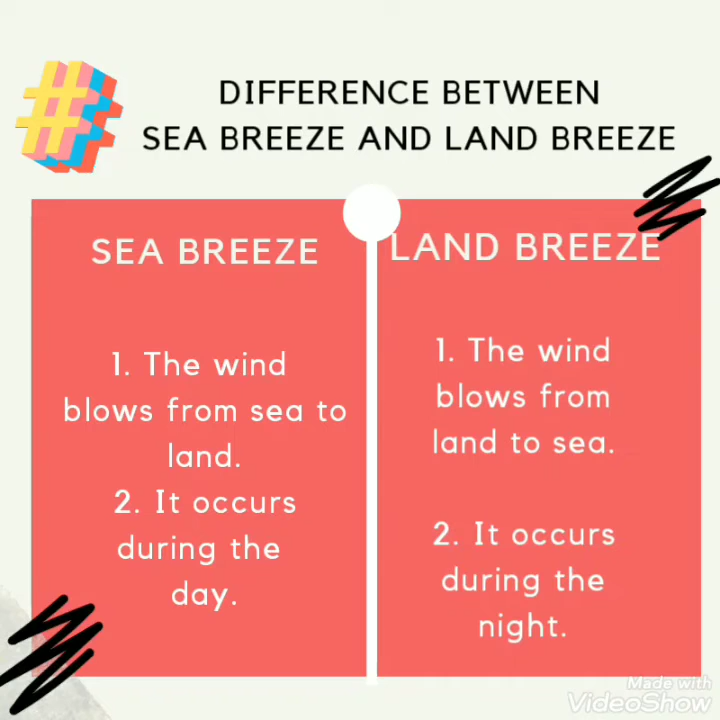 DIFFERENCE BETWEEN
SEA BREEZE AND LAND BREEZE
SEA BREEZE
1. The wind
blows from sea to
land.
2. It occurs
during the
day.
LAND BREEZE
1. The wind
blows from
land to sea.
2. It occurs
during the
night.
Made with
VideoShow